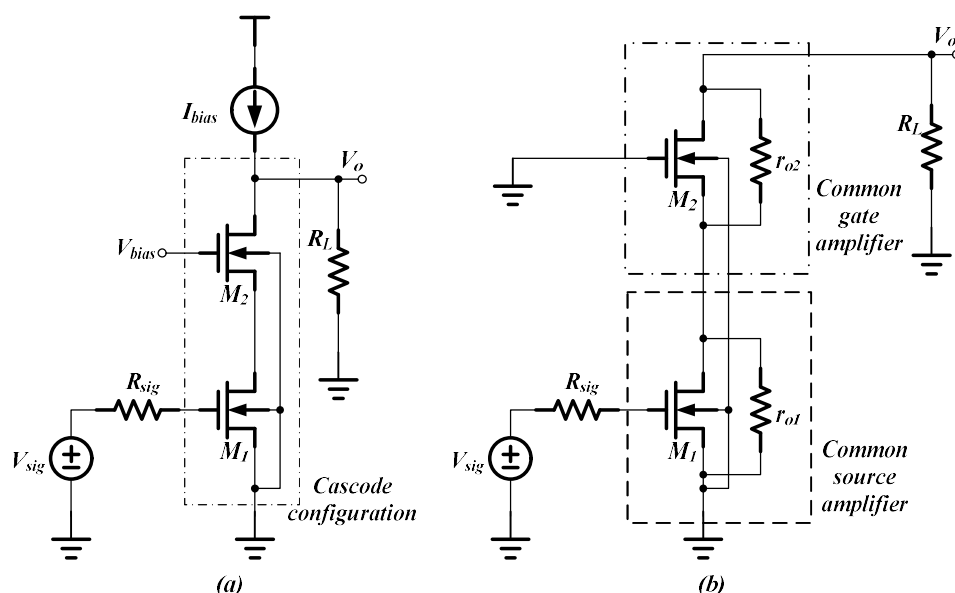 I_bias
V_o
V_bias
M_2
R_L
R_sig
V_sig
M_1
Cascode
configuration
(a)
V_o
M_2
r_o2
R_L
Common
gate
amplifier
R_sig
V_sig
M_1
r_o1
Common
source
amplifier
(b)